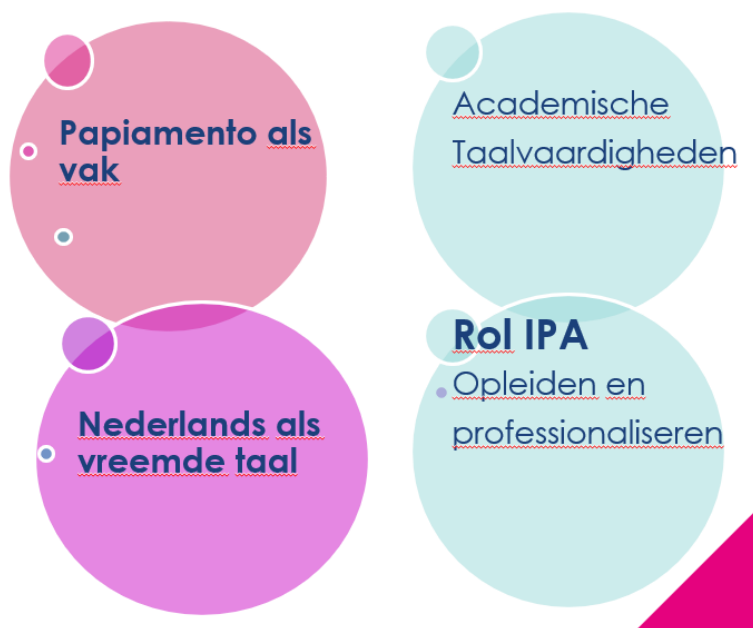 Papiamento als
vak
Nederlands als
vreemde taal
Academische
Taalvaardigheden
Rol IPA
Opleiden en
professionaliseren